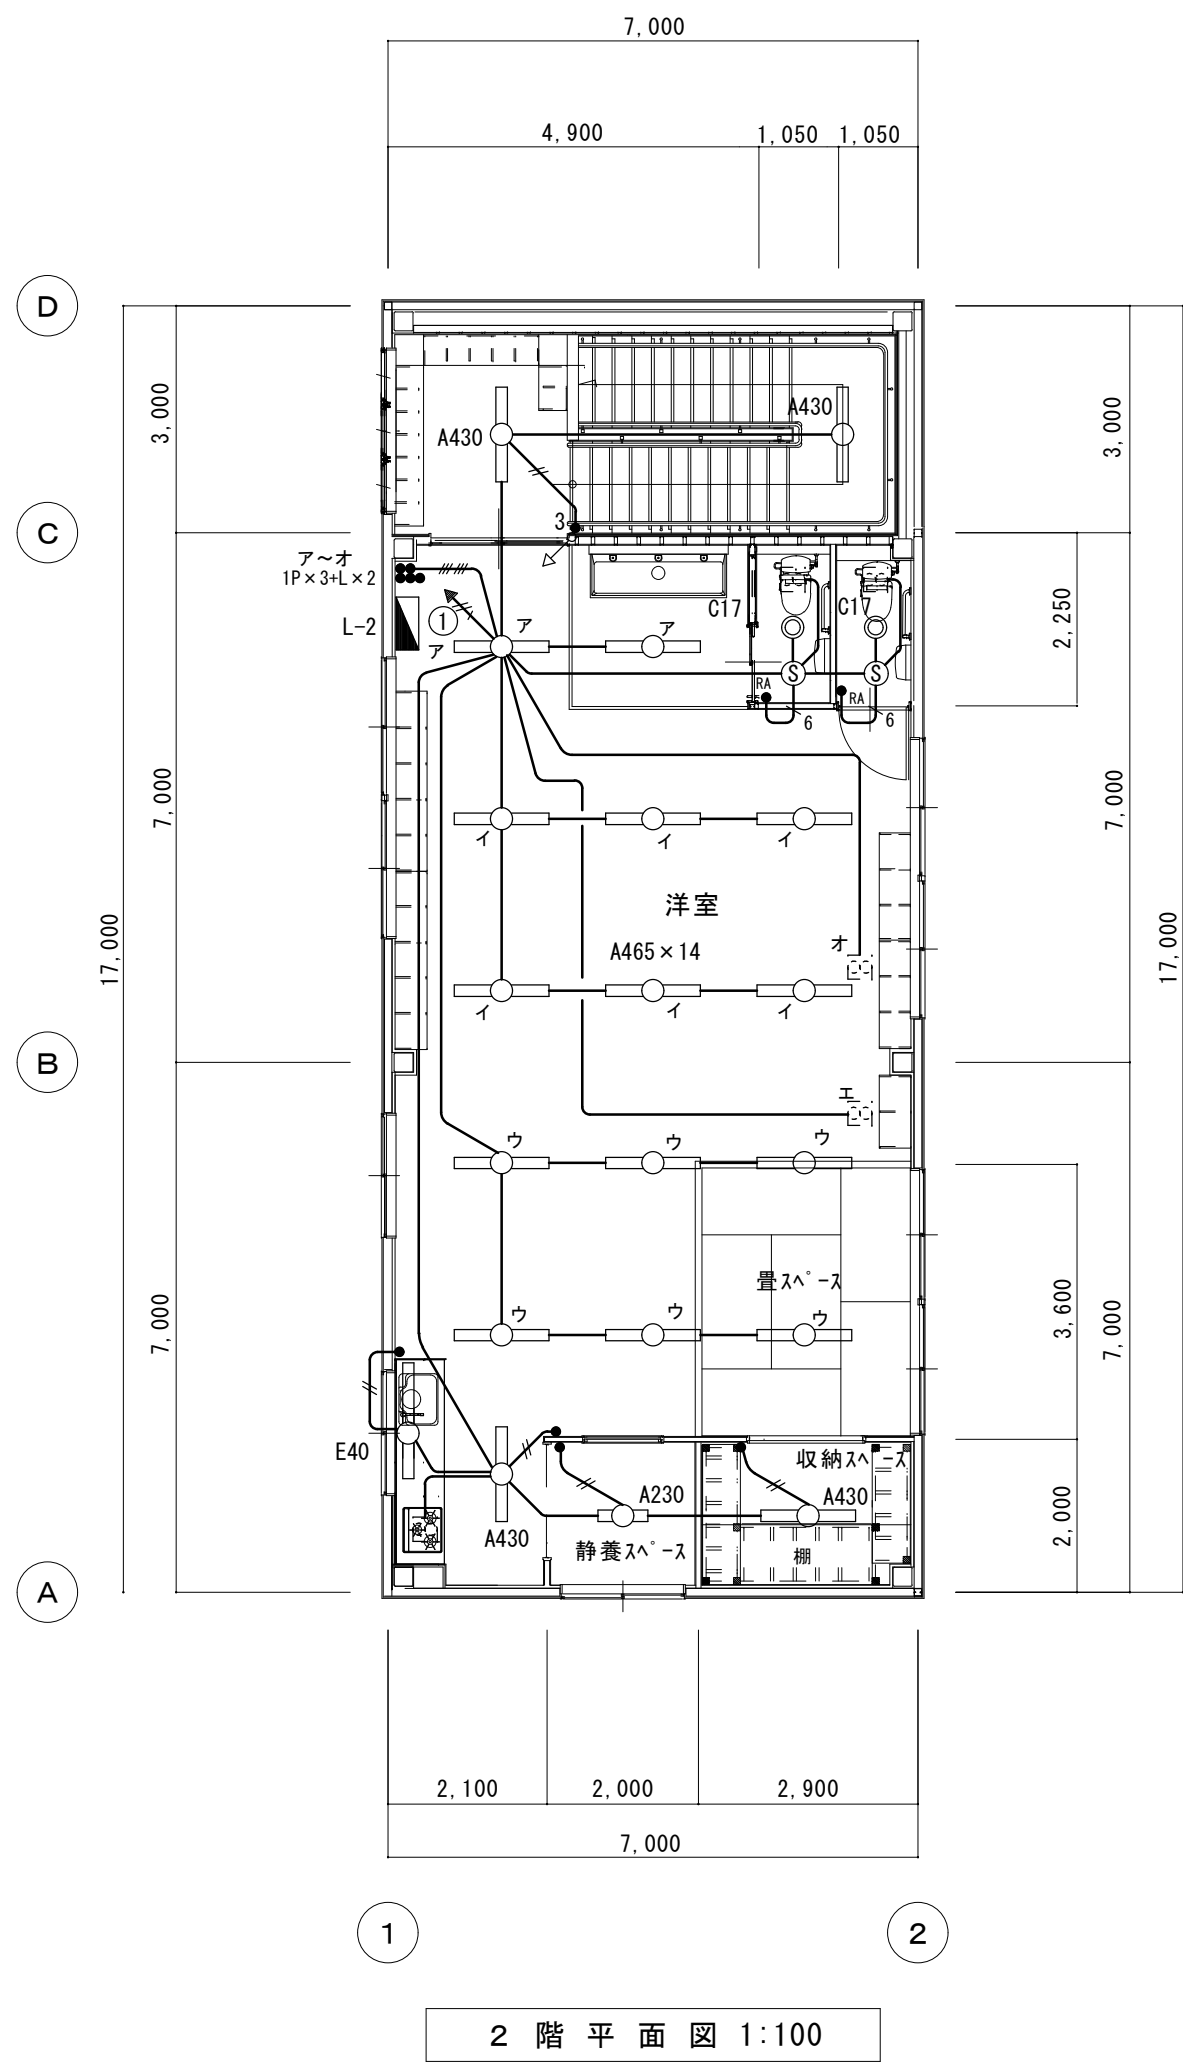 7,000
4,900
1,050
1,050
D
3,000
3,000
A430
A430
C
3
ア～オ
1P×3+L×2
L-2
1
ア
ア
ア
C17
C17
S
S
RA
RA
6
6
2,250
7,000
7,000
イ
イ
イ
洋室
A465×14
オ
イ
イ
イ
17,000
17,000
B
エ
ウ
ウ
ウ
畳スペース
3,600
7,000
7,000
ウ
ウ
ウ
E40
収納スペース
A230
A430
A430
静養スペース
棚
2,000
A
2,100
2,000
2,900
7,000
1
2
2 階 平 面 図 1:100